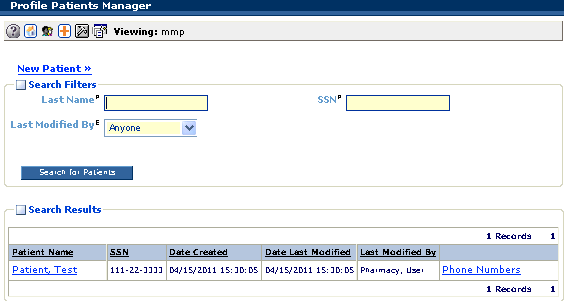 Profile Patients Manager
Viewing: mmp
New Patient »
Search Filters
Last Name P
SSN P
Last Modified By E
Anyone
Search for Patients
Search Results
1 Records 1
Patient Name SSN Date Created Date Last Modified Last Modified By
Patient, Test 111-22-3333 04/15/2011 15:30:05 04/15/2011 15:30:05 Pharmacy, User Phone Numbers
1 Records 1